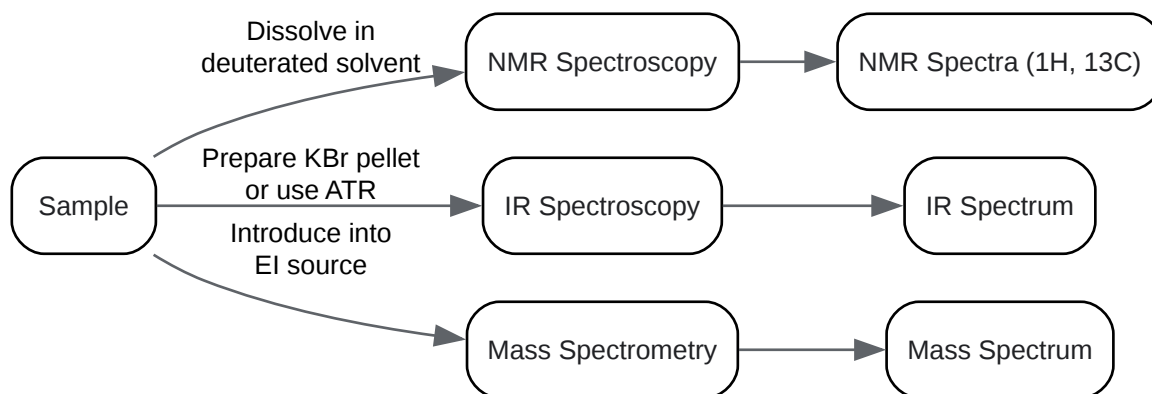 Dissolve in
deuterated solvent
NMR Spectroscopy
NMR Spectra (1H, 13C)
Sample
Prepare KBr pellet
or use ATR
IR Spectroscopy
IR Spectrum
Introduce into
EI source
Mass Spectrometry
Mass Spectrum